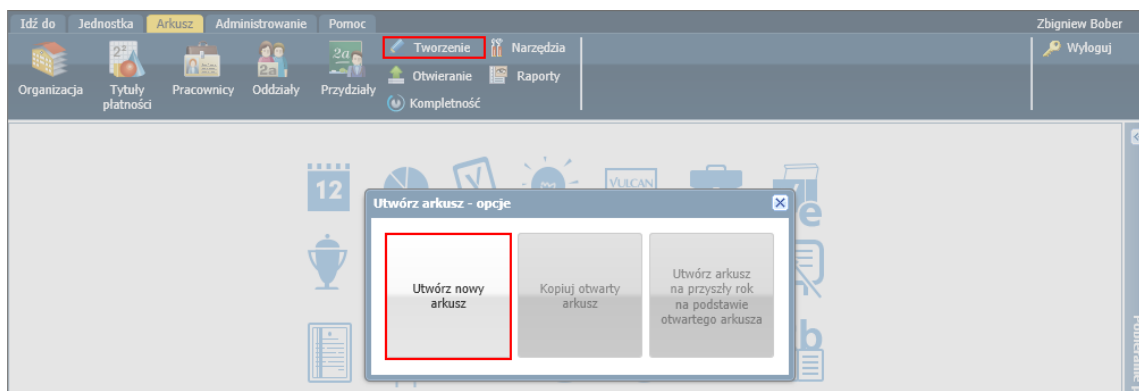 Idź do Jednostka Arkusz Administrowanie Pomoc Zbigniew Bober
Tworzenie Narzędzia Wyloguj
Otwieranie Raporty
Organizacja Tytuły płatności Pracownicy Oddziały Przydziały
Kompletność
12
VULCAN
Utwórz arkusz - opcje
Utwórz nowy
arkusz
Kopiuj otwarty
arkusz
Utwórz arkusz
na przyszły rok
na podstawie
otwartego arkusza